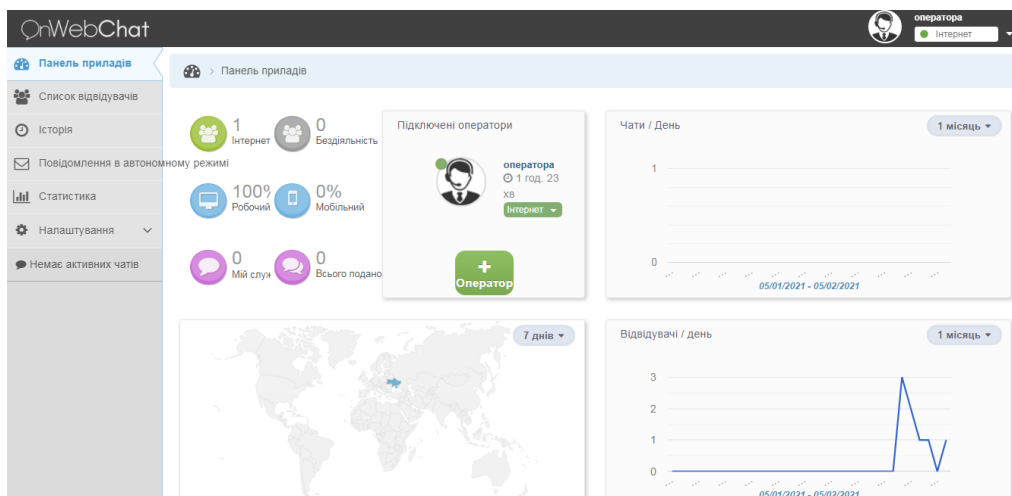 OnWebChat
оператора
Інтернет
Панель приладів
Список відвідувачів
Історія
Повідомлення в автономному режимі
Статистика
Налаштування
Немає активних чатів
Панель приладів
1
Інтернет
0
Бездіяльність
100%
Робочий
0%
Мобільний
0
Мій служ
0
Всього подано
Підключені оператори
оператора
1 год. 23
хв
Інтернет
+
Оператор
Чати / День
1 місяць
1
0
05/01/2021 - 05/02/2021
7 днів
Відвідувачі / день
1 місяць
3
2
1
0
05/01/2021 - 05/02/2021